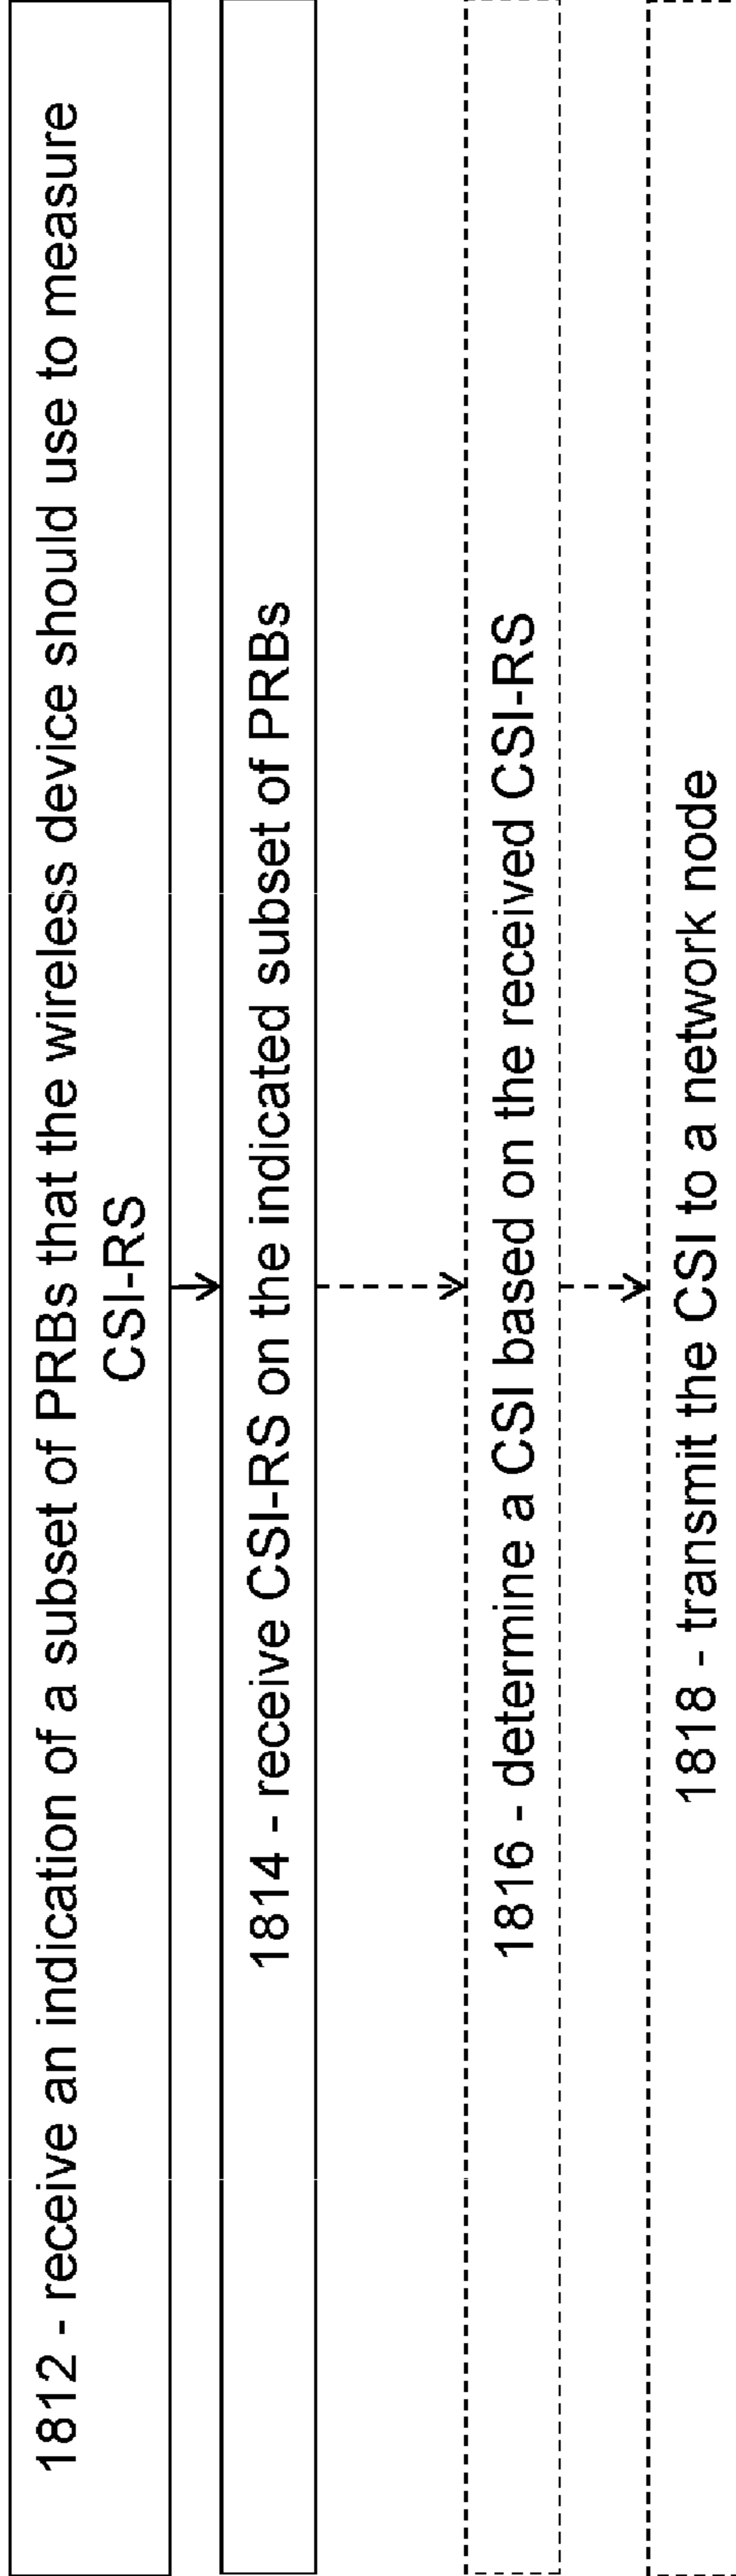 1812 - receive an indication of a subset of PRBs that the wireless device should use to measure
CSI-RS
1814 - receive CSI-RS on the indicated subset of PRBs
1816 - determine a CSI based on the received CSI-RS
1818 - transmit the CSI to a network node